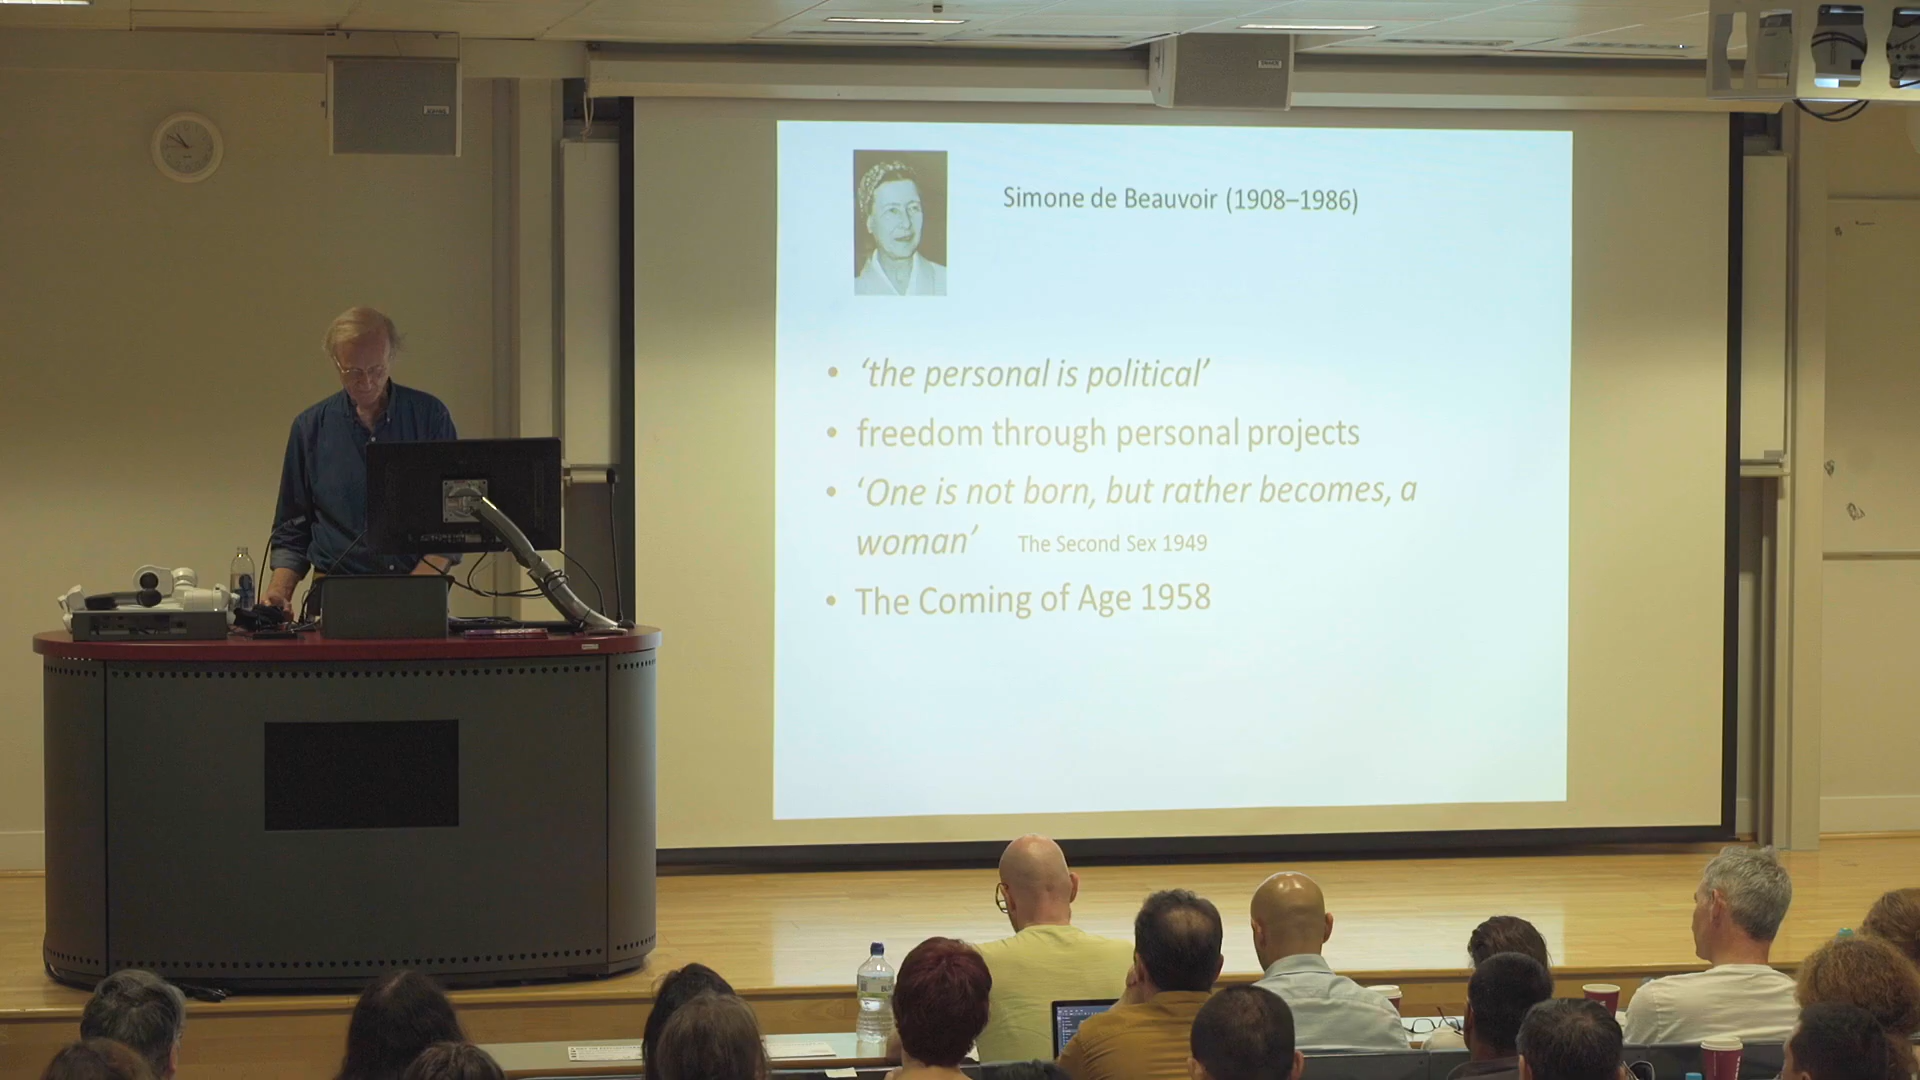 Simone de Beauvoir (1908–1986)
• ‘the personal is political’
• freedom through personal projects
• ‘One is not born, but rather becomes, a
woman’ The Second Sex 1949
• The Coming of Age 1958